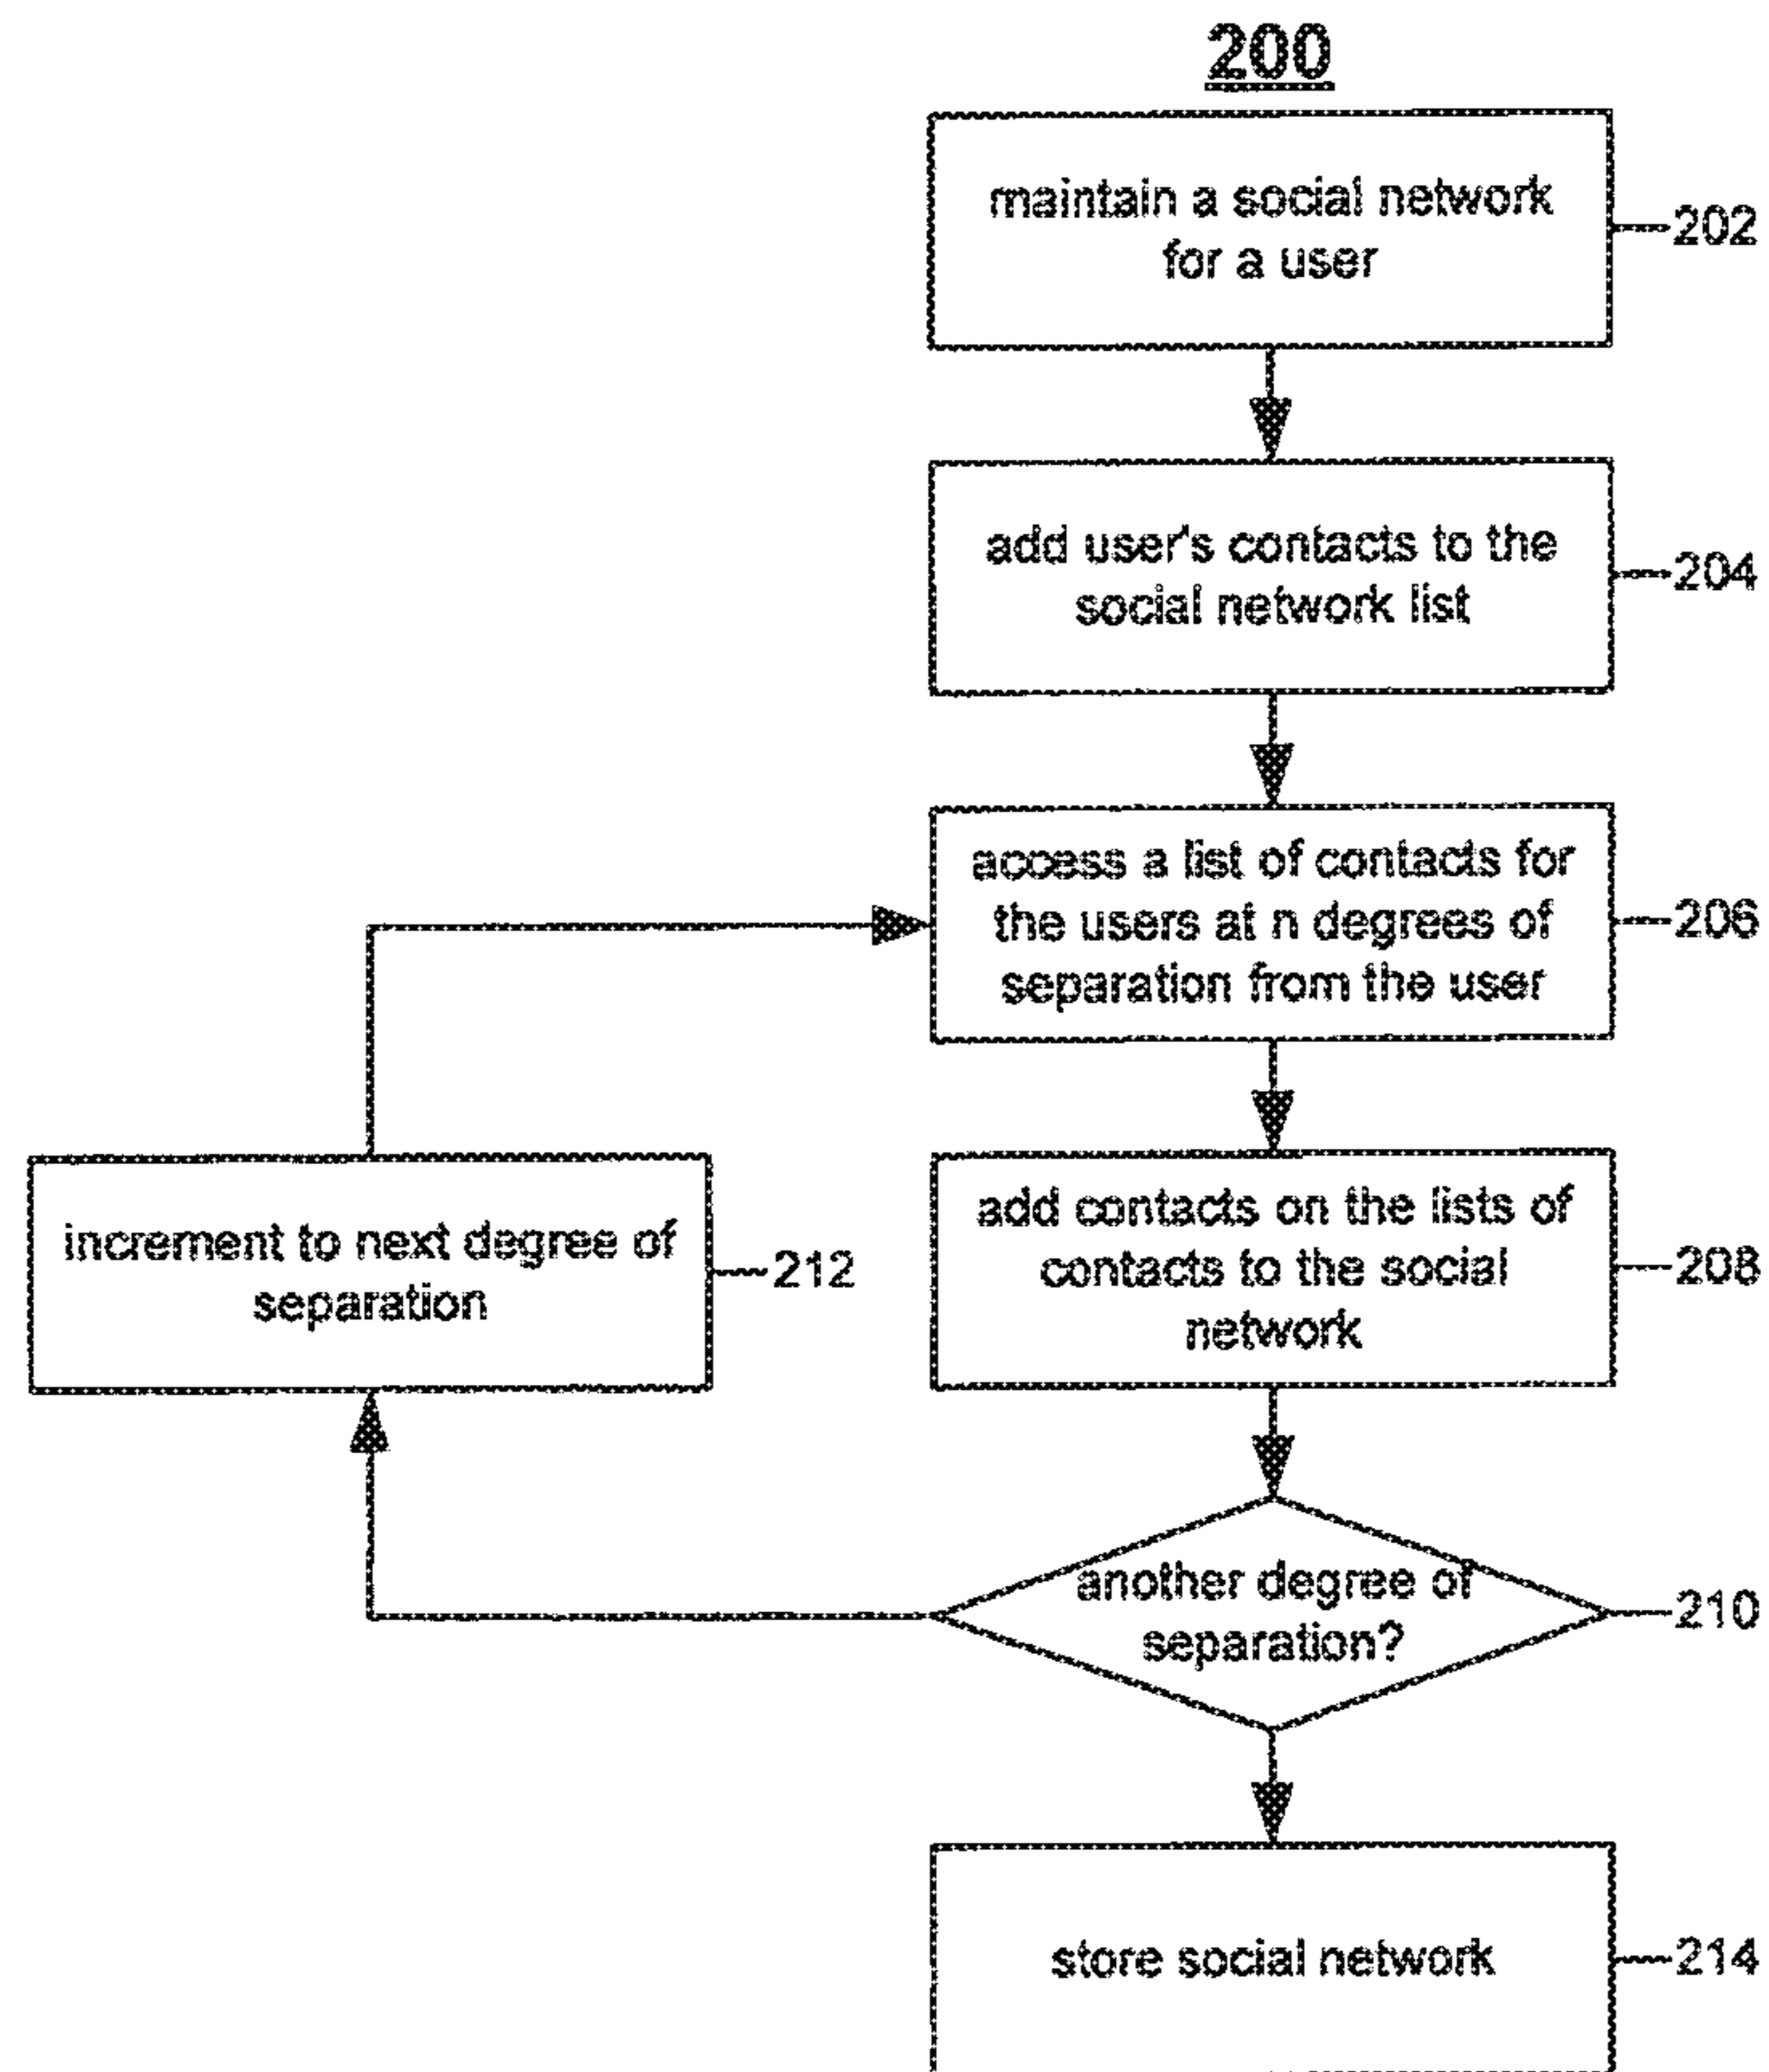 200
maintain a social network
for a user
202
add user's contacts to the
social network list
204
access a list of contacts for
the users at n degrees of
separation from the user
206
add contacts on the lists of
contacts to the social
network
208
increment to next degree of
separation
212
another degree of
separation?
210
store social network
214